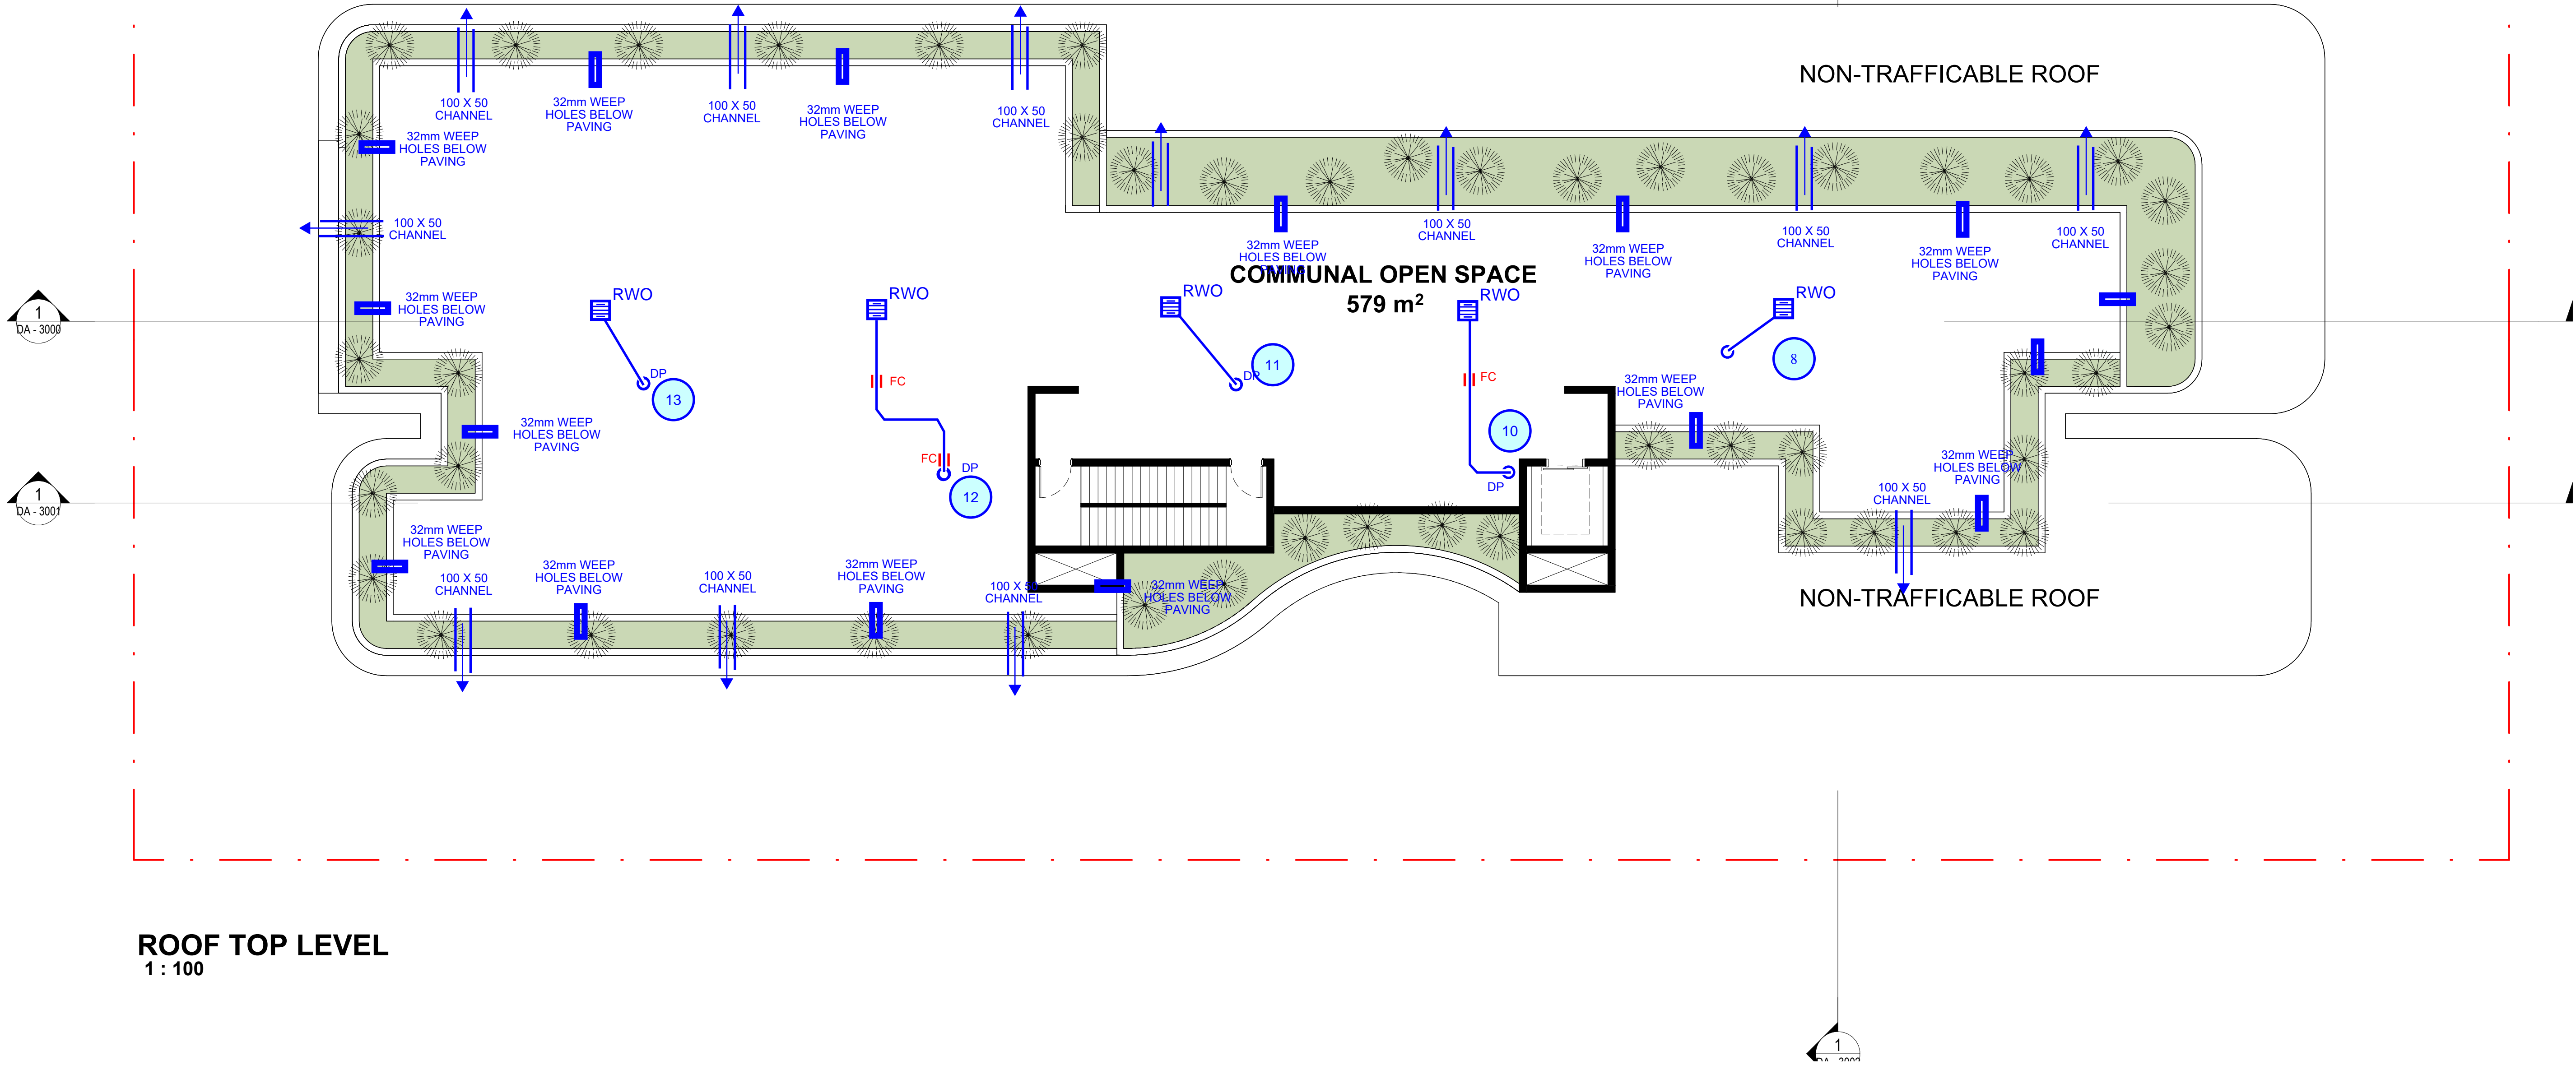 NON-TRAFFICABLE ROOF
100 X 50
CHANNEL
32mm WEEP
HOLES BELOW
PAVING
100 X 50
CHANNEL
32mm WEEP
HOLES BELOW
PAVING
100 X 50
CHANNEL
32mm WEEP
HOLES BELOW
PAVING
100 X 50
CHANNEL
32mm WEEP
HOLES BELOW
PAVING
100 X 50
CHANNEL
32mm WEEP
HOLES BELOW
PAVING
100 X 50
CHANNEL
32mm WEEP
HOLES BELOW
PAVING
100 X 50
CHANNEL
COMMUNAL OPEN SPACE
579 m²
32mm WEEP
HOLES BELOW
PAVING
RWO
RWO
RWO
RWO
RWO
1
DA - 3000
DP
13
FC
DP
11
FC
8
32mm WEEP
HOLES BELOW
PAVING
32mm WEEP
HOLES BELOW
PAVING
10
FC
DP
12
DP
32mm WEEP
HOLES BELOW
PAVING
100 X 50
CHANNEL
1
DA - 3001
32mm WEEP
HOLES BELOW
PAVING
100 X 50
CHANNEL
32mm WEEP
HOLES BELOW
PAVING
100 X 50
CHANNEL
32mm WEEP
HOLES BELOW
PAVING
100 X 50
CHANNEL
32mm WEEP
HOLES BELOW
PAVING
NON-TRAFFICABLE ROOF
ROOF TOP LEVEL
1 : 100
1